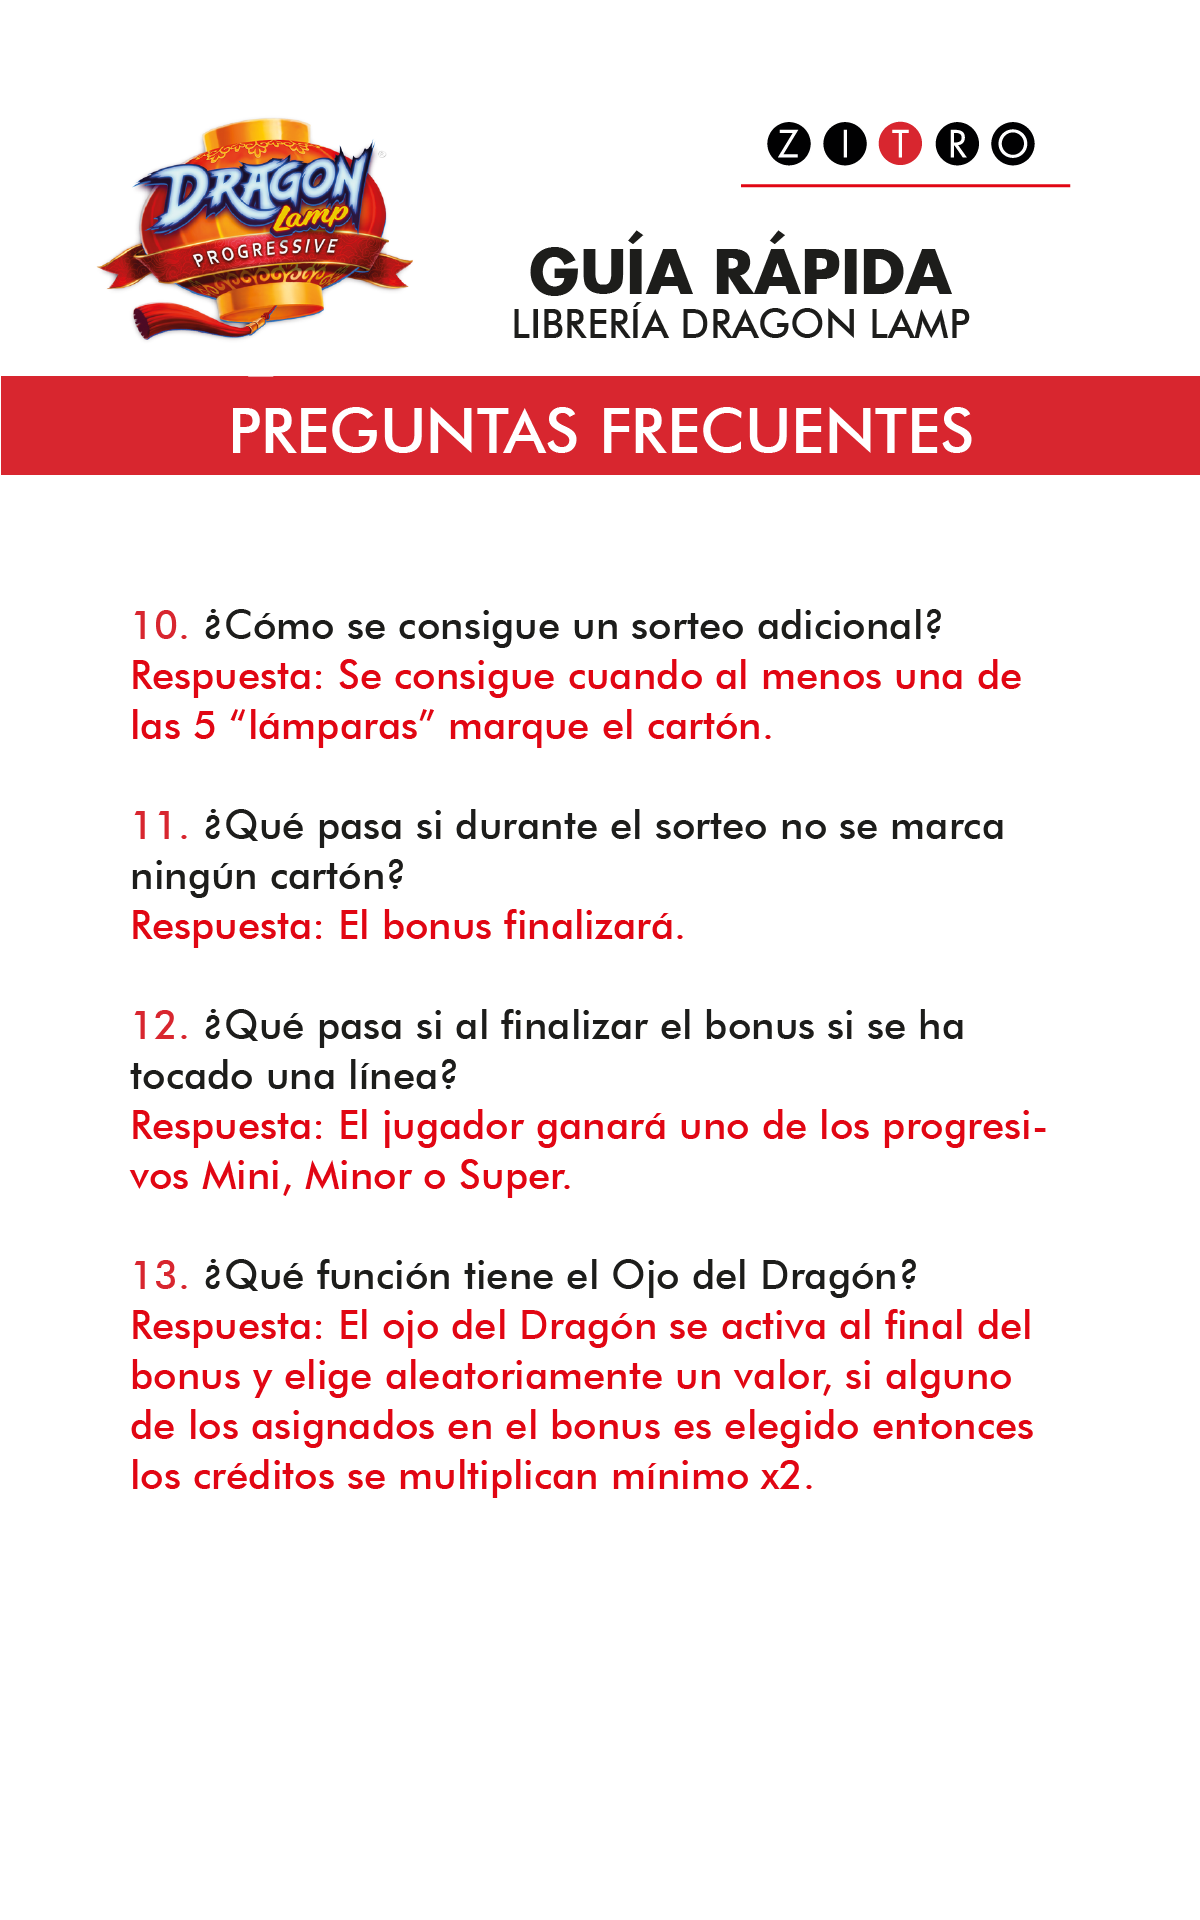 DRAGON
Lamp
PROGRESSIVE
ZITRO
GUÍA RÁPIDA
LIBRERÍA DRAGON LAMP
PREGUNTAS FRECUENTES
10. ¿Cómo se consigue un sorteo adicional?
Respuesta: Se consigue cuando al menos una de
las 5 “lámparas” marque el cartón.
11. ¿Qué pasa si durante el sorteo no se marca
ningún cartón?
Respuesta: El bonus finalizará.
12. ¿Qué pasa si al finalizar el bonus si se ha
tocado una línea?
Respuesta: El jugador ganará uno de los progresi-
vos Mini, Minor o Super.
13. ¿Qué función tiene el Ojo del Dragón?
Respuesta: El ojo del Dragón se activa al final del
bonus y elige aleatoriamente un valor, si alguno
de los asignados en el bonus es elegido entonces
los créditos se multiplican mínimo x2.